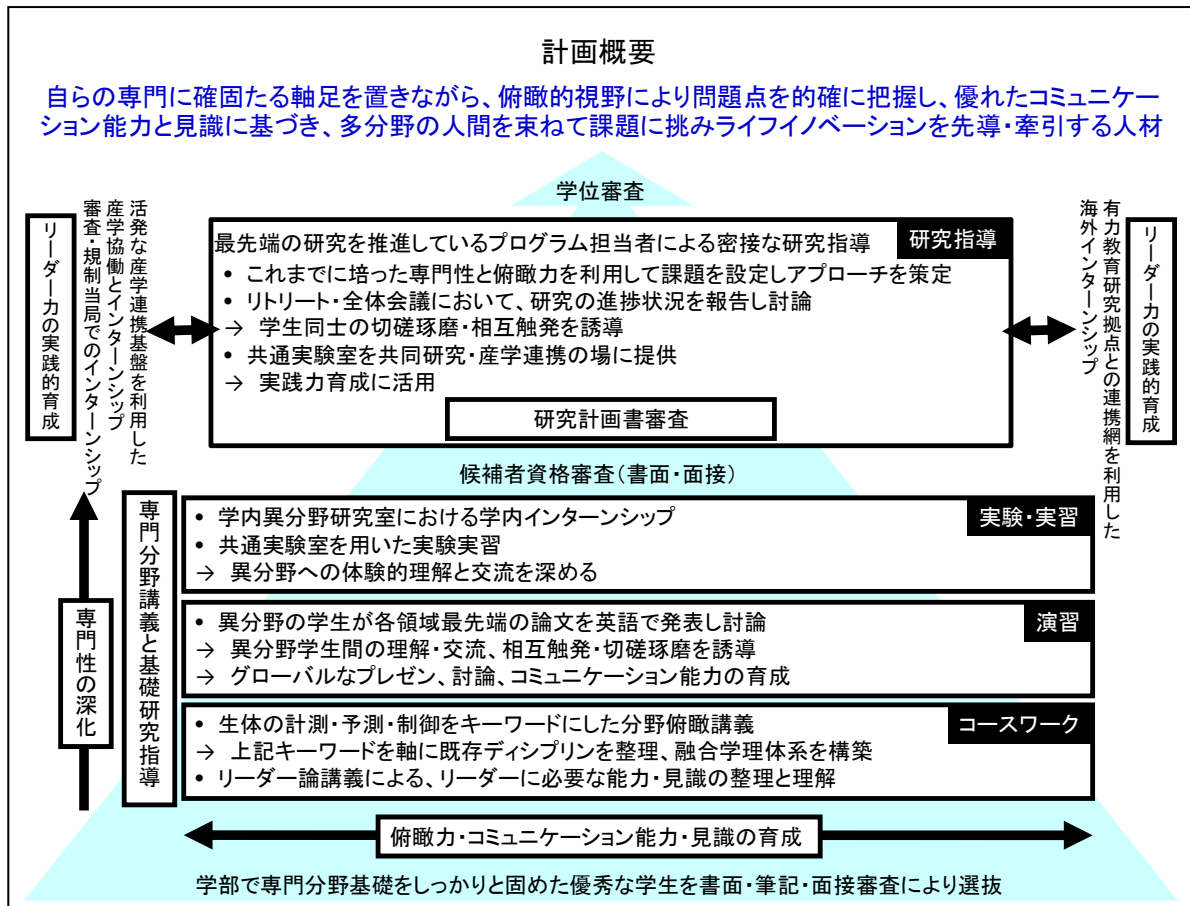 計画概要
自らの専門に確固たる軸足を置きながら、俯瞰的視野により問題点を的確に把握し、優れたコミュニケー
ション能力と見識に基づき、多分野の人間を束ねて課題に挑みライフイノベーションを先導・牽引する人材
学位審査
リーダー力の実践的育成
活発な産学連携基盤を利用した
産学協働とインターンシップ
審査・規制当局でのインターンシップ
研究指導
最先端の研究を推進しているプログラム担当者による密接な研究指導
• これまでに培った専門性と俯瞰力を利用して課題を設定しアプローチを策定
• リトリート・全体会議において、研究の進捗状況を報告し討論
→ 学生同士の切磋琢磨・相互触発を誘導
• 共通実験室を共同研究・産学連携の場に提供
→ 実践力育成に活用
研究計画書審査
有力教育研究拠点との連携網を利用した
海外インターンシップ
リーダー力の実践的育成
候補者資格審査(書面・面接)
専門性の深化
専門分野講義と基礎研究指導
実験・実習
• 学内異分野研究室における学内インターンシップ
• 共通実験室を用いた実験実習
→ 異分野への体験的理解と交流を深める
演習
• 異分野の学生が各領域最先端の論文を英語で発表し討論
→ 異分野学生間の理解・交流、相互触発・切磋琢磨を誘導
→ グローバルなプレゼン、討論、コミュニケーション能力の育成
コースワーク
• 生体の計測・予測・制御をキーワードにした分野俯瞰講義
→ 上記キーワードを軸に既存ディシプリンを整理、融合学理体系を構築
• リーダー論講義による、リーダーに必要な能力・見識の整理と理解
俯瞰力・コミュニケーション能力・見識の育成
学部で専門分野基礎をしっかりと固めた優秀な学生を書面・筆記・面接審査により選抜